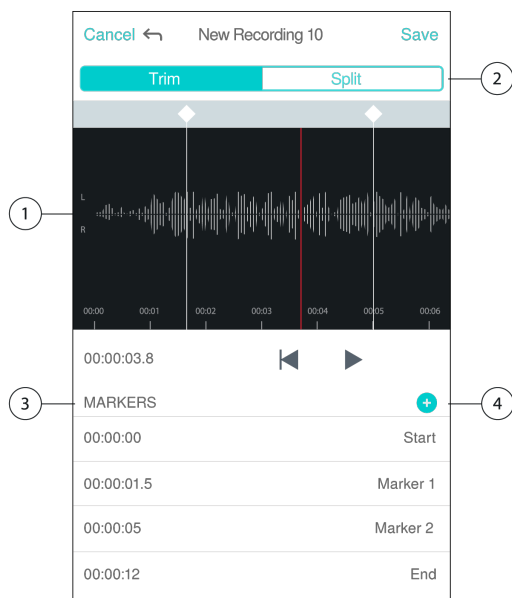 Cancel New Recording 10 Save
Trim Split
2
L
1
R
00:00 00:01 00:02 00:03 00:04 00:05 00:06
00:00:03.8
3 MARKERS + 4
00:00:00 Start
00:00:01.5 Marker 1
00:00:05 Marker 2
00:00:12 End